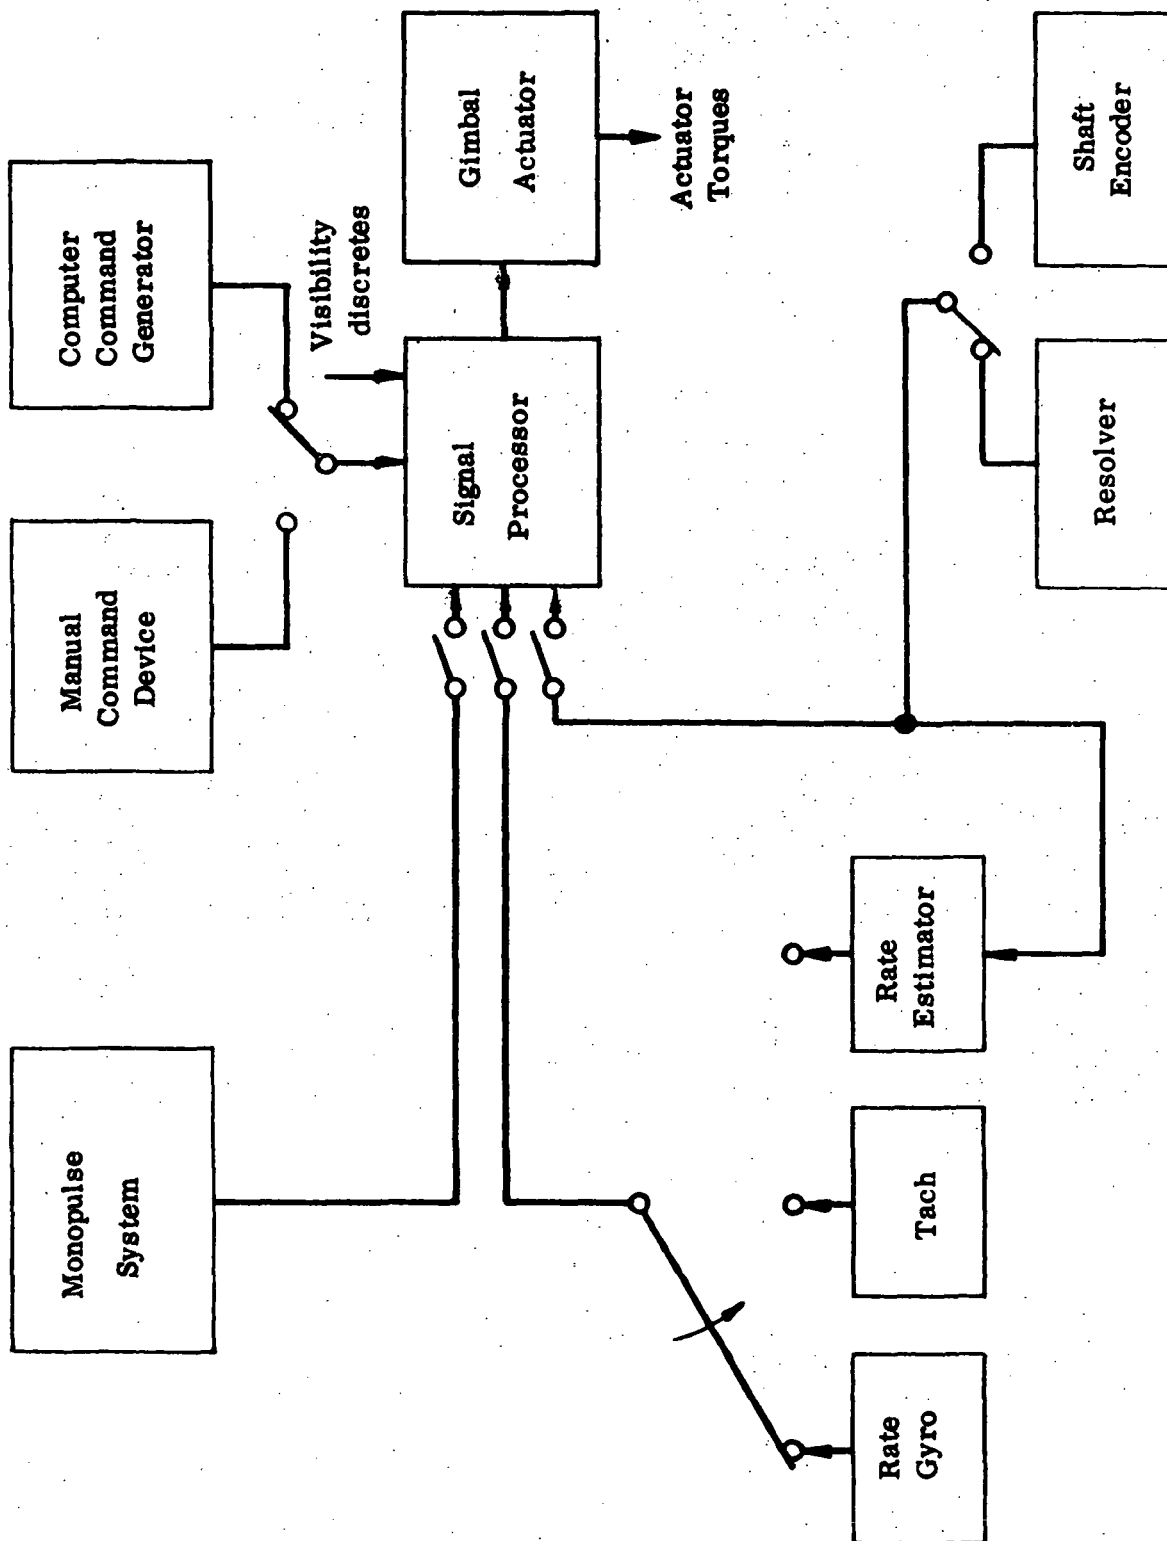 Monopulse
System
Manual
Command
Device
Computer
Command
Generator
Visibility
discretes
Signal
Processor
Gimbal
Actuator
Actuator
Torques
Rate
Gyro
Tach
Rate
Estimator
Resolver
Shaft
Encoder